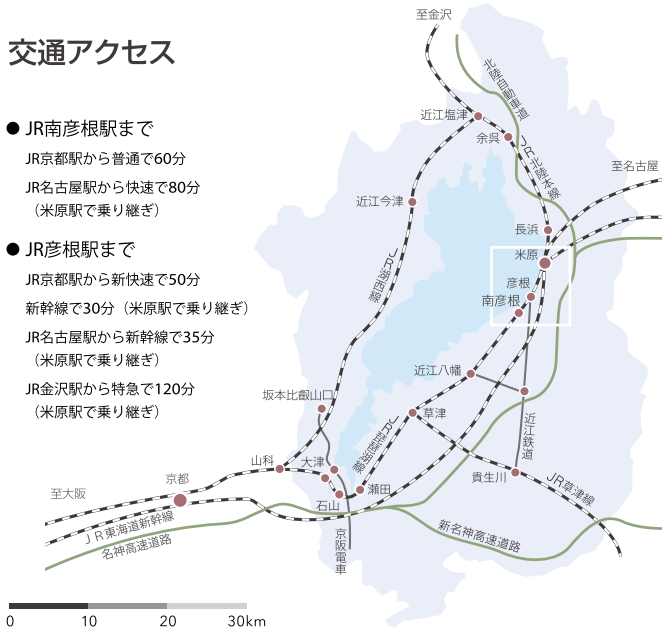 交通アクセス
● JR南彦根駅まで
JR京都駅から普通で60分
JR名古屋駅から快速で80分
（米原駅で乗り継ぎ）
● JR彦根駅まで
JR京都駅から新快速で50分
新幹線で30分（米原駅で乗り継ぎ）
JR名古屋駅から新幹線で35分
（米原駅で乗り継ぎ）
JR金沢駅から特急で120分
（米原駅で乗り継ぎ）
至金沢
北陸自動車道
近江塩津
余呉
JR北陸本線
至名古屋
近江今津
長浜
米原
JR湖西線
彦根
南彦根
近江八幡
坂本比叡山口
草津
JR琵琶湖線
近江鉄道
山科
大津
貴生川
JR草津線
京都
瀬田
至大阪
石山
JR東海道新幹線
名神高速道路
京阪電車
新名神高速道路
0 10 20 30km